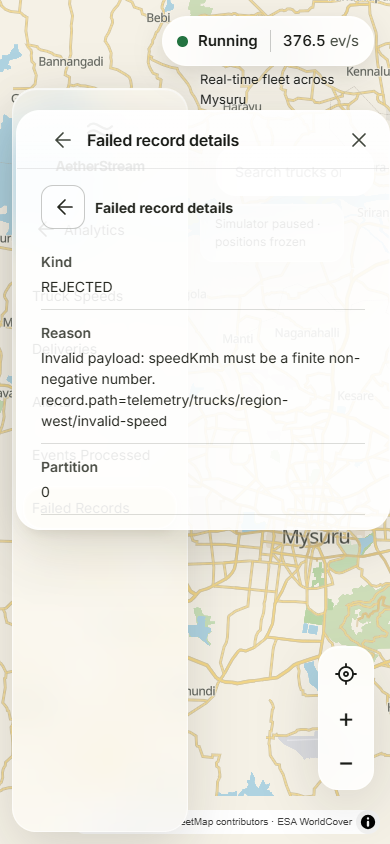 Bebi
Running
376.5 ev/s
Bannangadi
Real-time fleet across
Mysuru
Kennalu
Failed record details
AetherStream
Search trucks or
Failed record details
Analytics
Simulator paused ·
positions frozen
Kind
REJECTED
Truck Speeds
Reason
Naganahalli
Deliveries
Invalid payload: speedKmh must be a finite non-
negative number.
record.path=telemetry/trucks/region-
west/invalid-speed
Kesare
Events Processed
Partition
0
Failed Records
Mysuru
+
−
eetMap contributors · ESA WorldCover